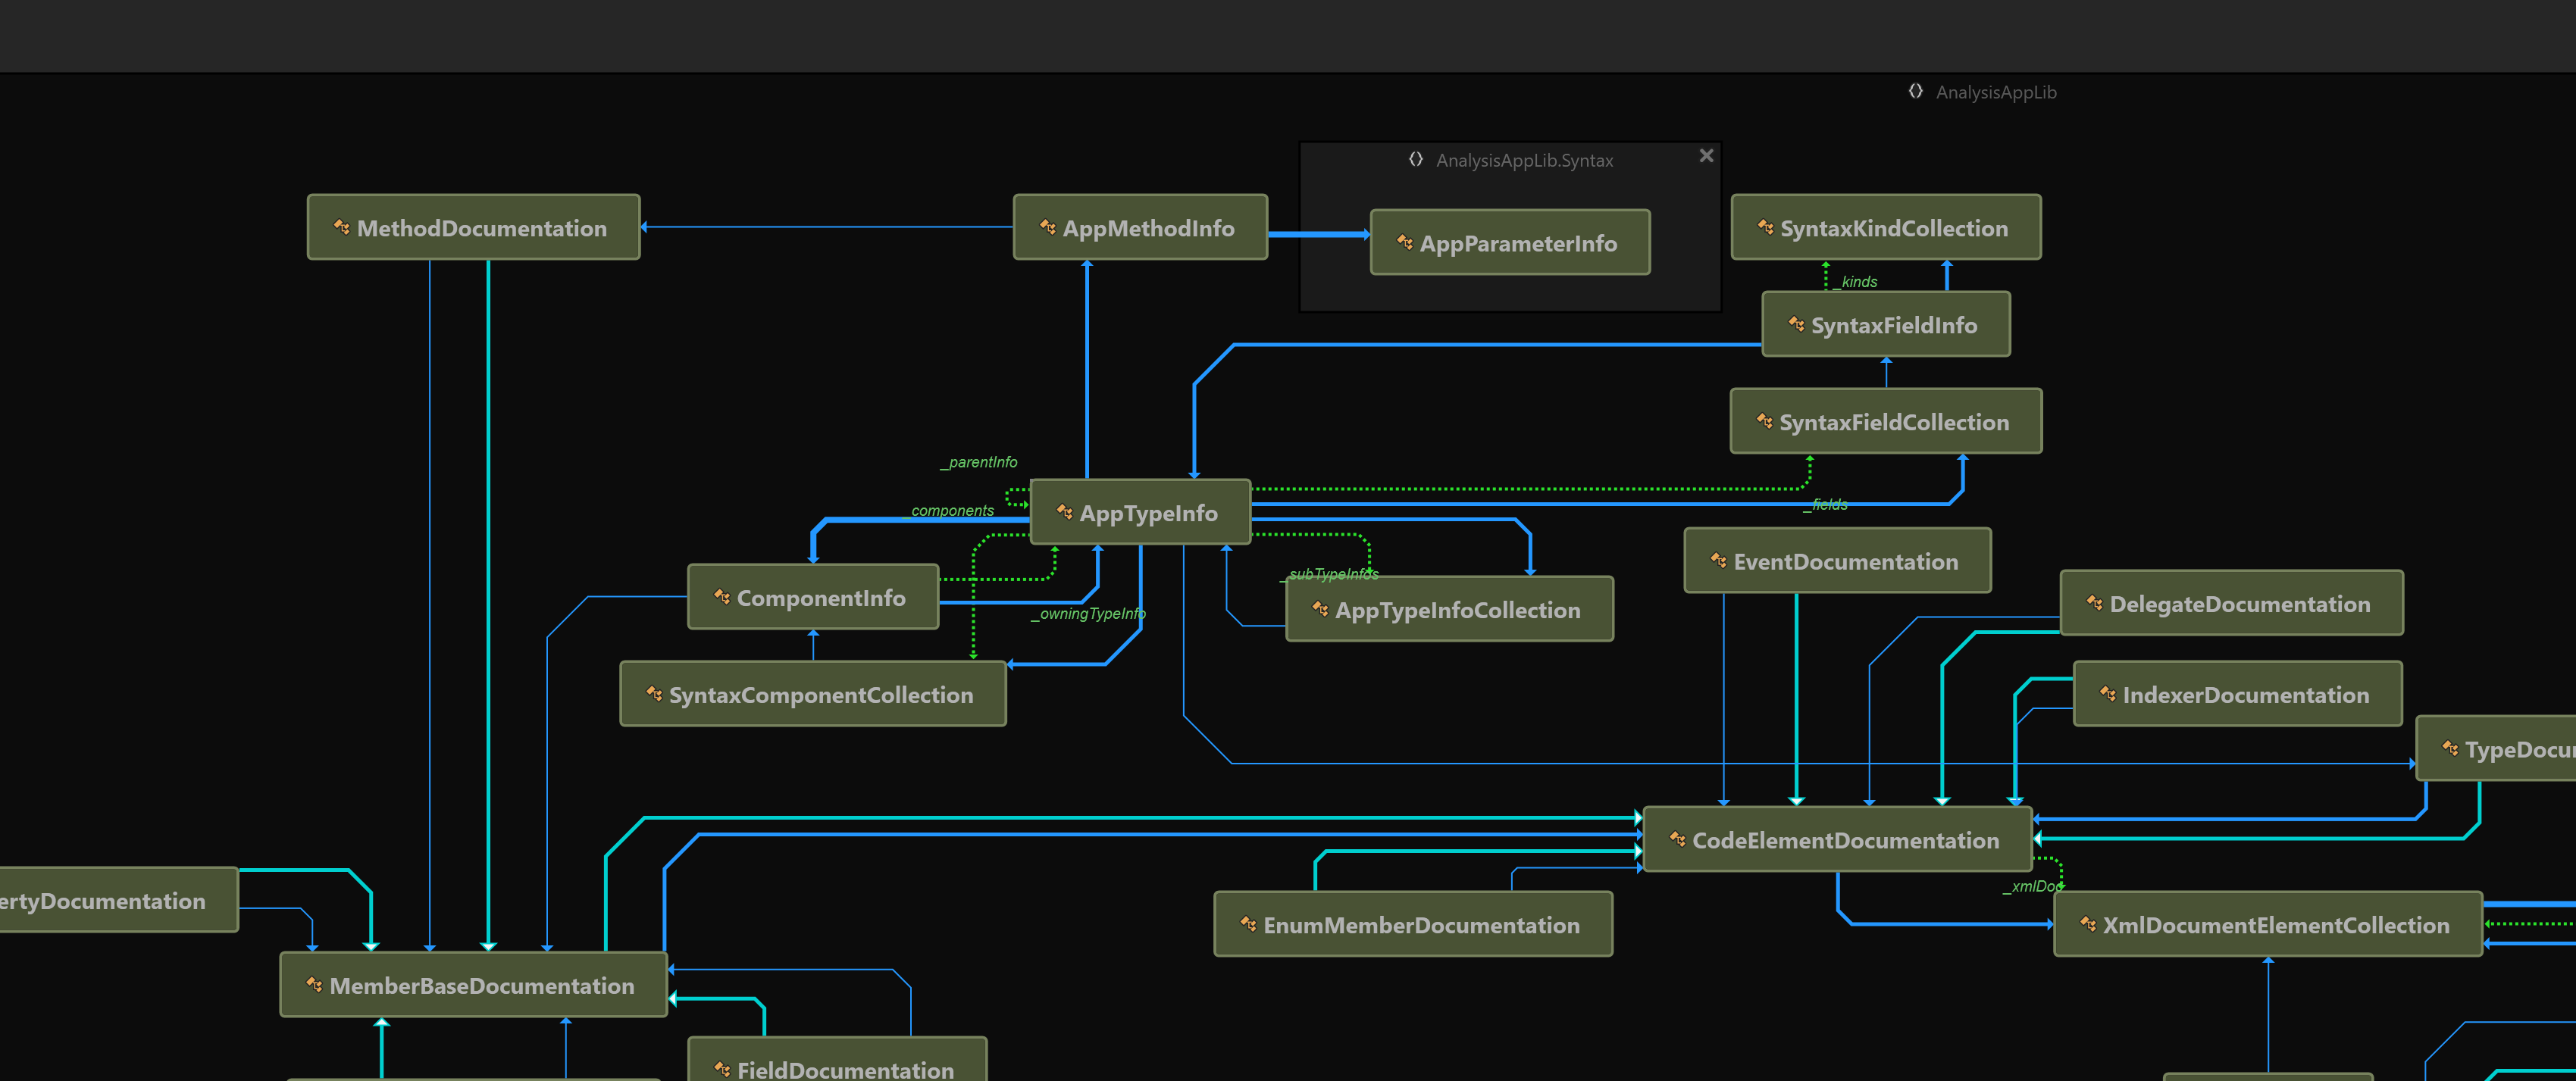 AnalysisAppLib
AnalysisAppLib.Syntax
MethodDocumentation
AppMethodInfo
AppParameterInfo
SyntaxKindCollection
_kinds
SyntaxFieldInfo
SyntaxFieldCollection
_parentInfo
_components
AppTypeInfo
_fields
EventDocumentation
_subTypeInfos
ComponentInfo
_owningTypeInfo
AppTypeInfoCollection
DelegateDocumentation
SyntaxComponentCollection
IndexerDocumentation
TypeDocu
CodeElementDocumentation
_xmlDoc
ertyDocumentation
EnumMemberDocumentation
XmlDocumentElementCollection
MemberBaseDocumentation
FieldDocumentation